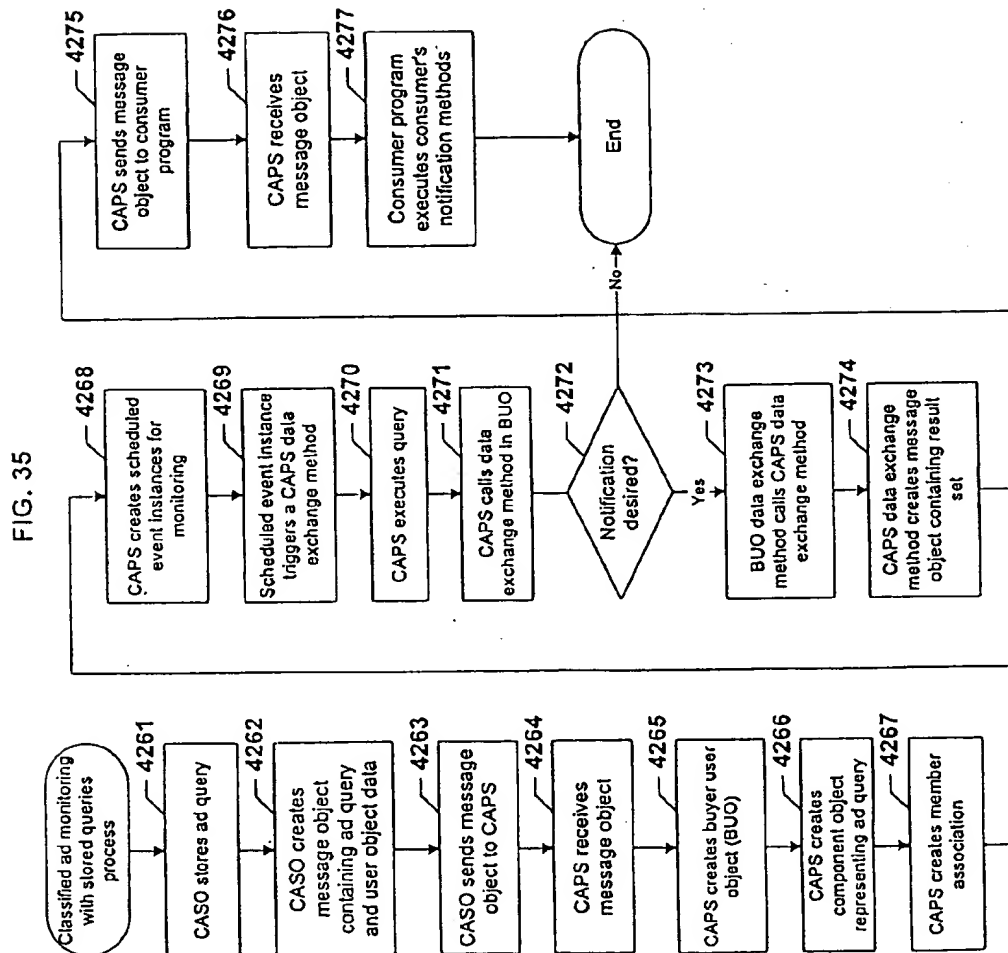 FIG. 35
Classified ad monitoring
with stored queries
process
4261
CASO stores ad query
4262
CASO creates
message object
containing ad query
and user object data
4263
CASO sends message
object to CAPS
4264
CAPS receives
message object
4265
CAPS creates buyer user
object (BUO)
4266
CAPS creates
component object
representing ad query
4267
CAPS creates member
association
4268
CAPS creates scheduled
event instances for
monitoring
4269
Scheduled event instance
triggers a CAPS data
exchange method
4270
CAPS executes query
4271
CAPS calls data
exchange method in BUO
4272
Notification
desired?
No
Yes
4273
BUO data exchange
method calls CAPS data
exchange method
4274
CAPS data exchange
method creates message
object containing result
set
4275
CAPS sends message
object to consumer
program
4276
CAPS receives
message object
4277
Consumer program
executes consumer's
notification methods
End